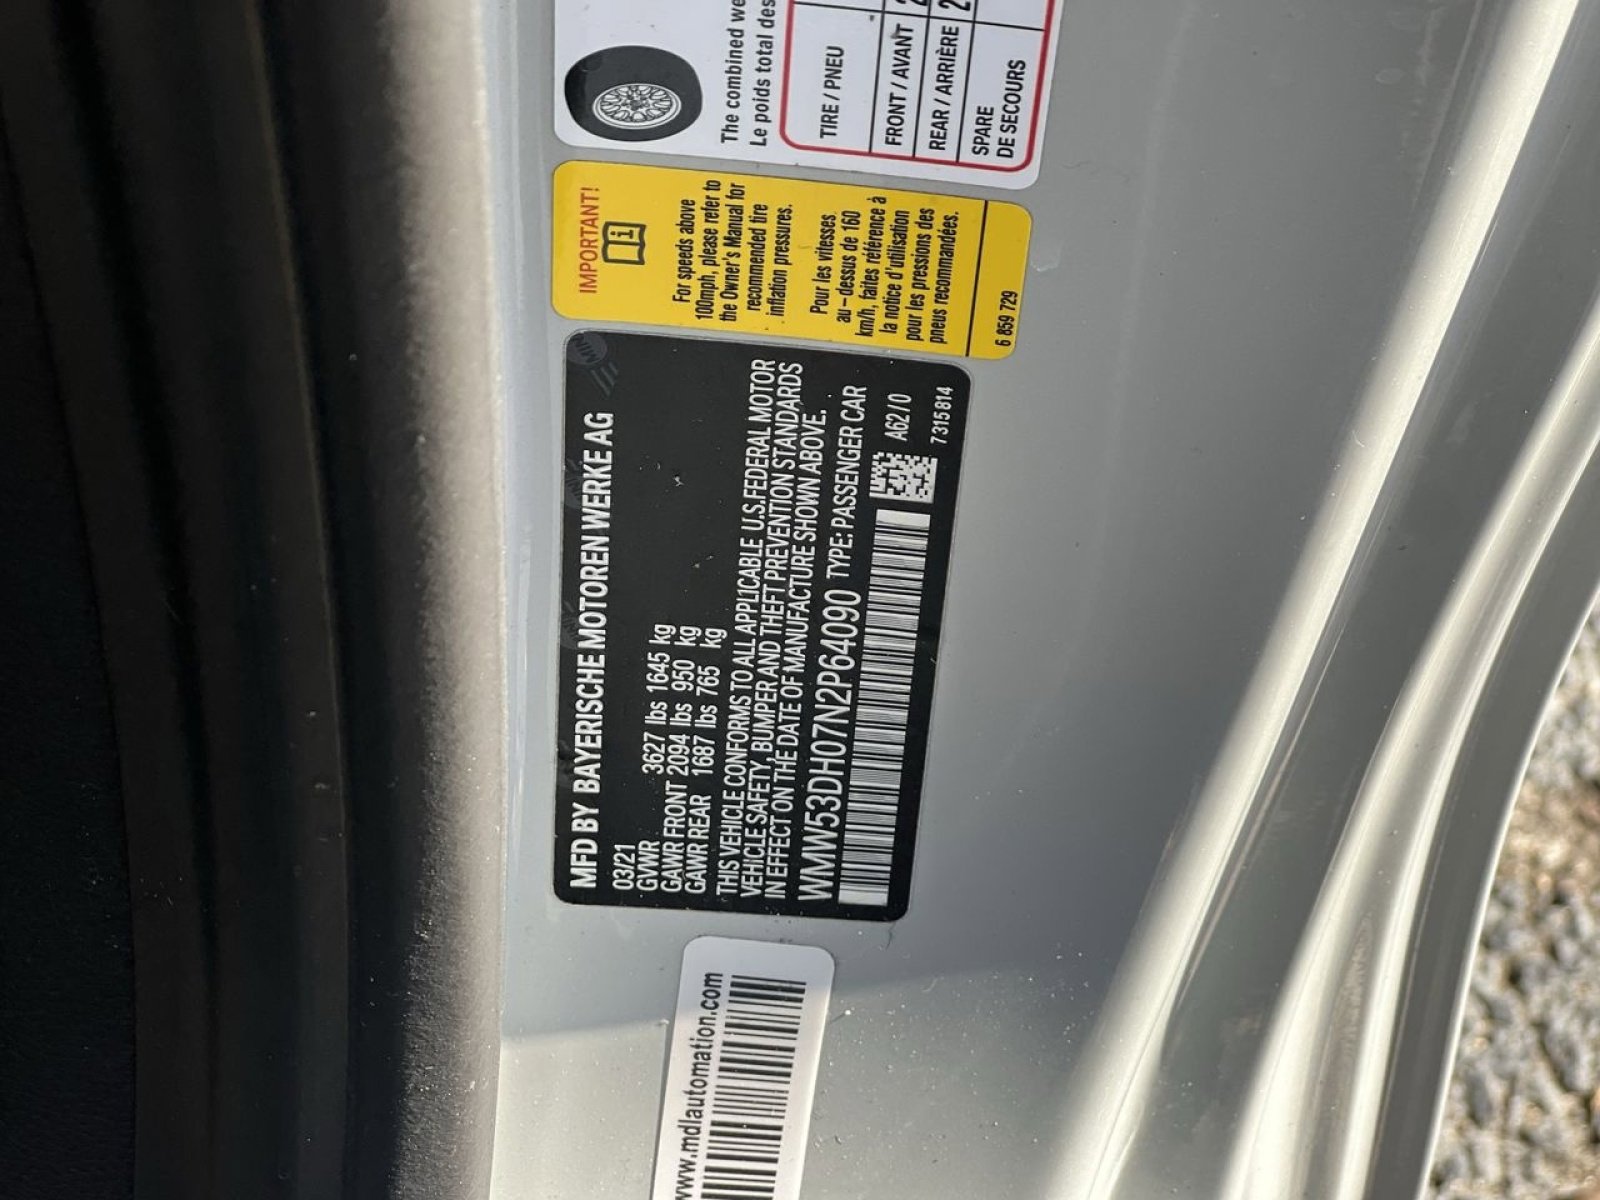 MFD BY BAYERISCHE MOTOREN WERKE AG
MINI
03/21
GVWR 3627 lbs 1645 kg
GAWR FRONT 2094 lbs 950 kg
GAWR REAR 1687 lbs 765 kg
THIS VEHICLE CONFORMS TO ALL APPLICABLE U.S.FEDERAL MOTOR
VEHICLE SAFETY, BUMPER AND THEFT PREVENTION STANDARDS
IN EFFECT ON THE DATE OF MANUFACTURE SHOWN ABOVE.
WMW53DH07N2P64090 TYPE: PASSENGER CAR
A62/0
7315814
IMPORTANT!
For speeds above
100mph, please refer to
the Owner's Manual for
recommended tire
inflation pressures.
Pour les vitesses
au-dessus de 160
km/h, faites référence à
la notice d'utilisation
pour les pressions des
pneus recommandées.
6 859 729
The combined we
Le poids total des
TIRE / PNEU
FRONT / AVANT 2
REAR / ARRIÈRE 2
SPARE
DE SECOURS
www.mdlautomation.com